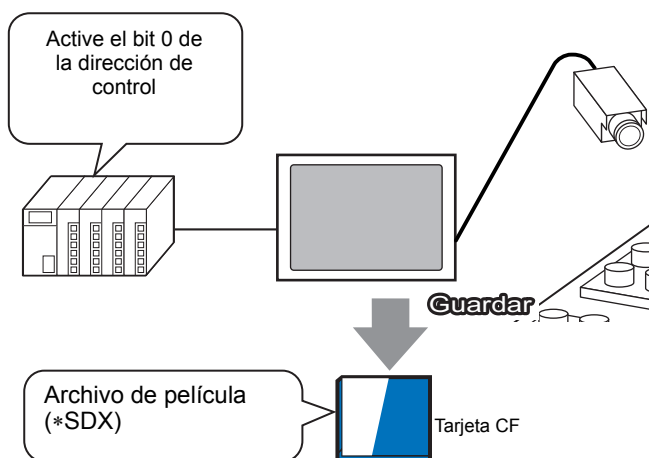 Active el bit 0 de
la dirección de
control
Guardar
Archivo de película
(*SDX)
Tarjeta CF